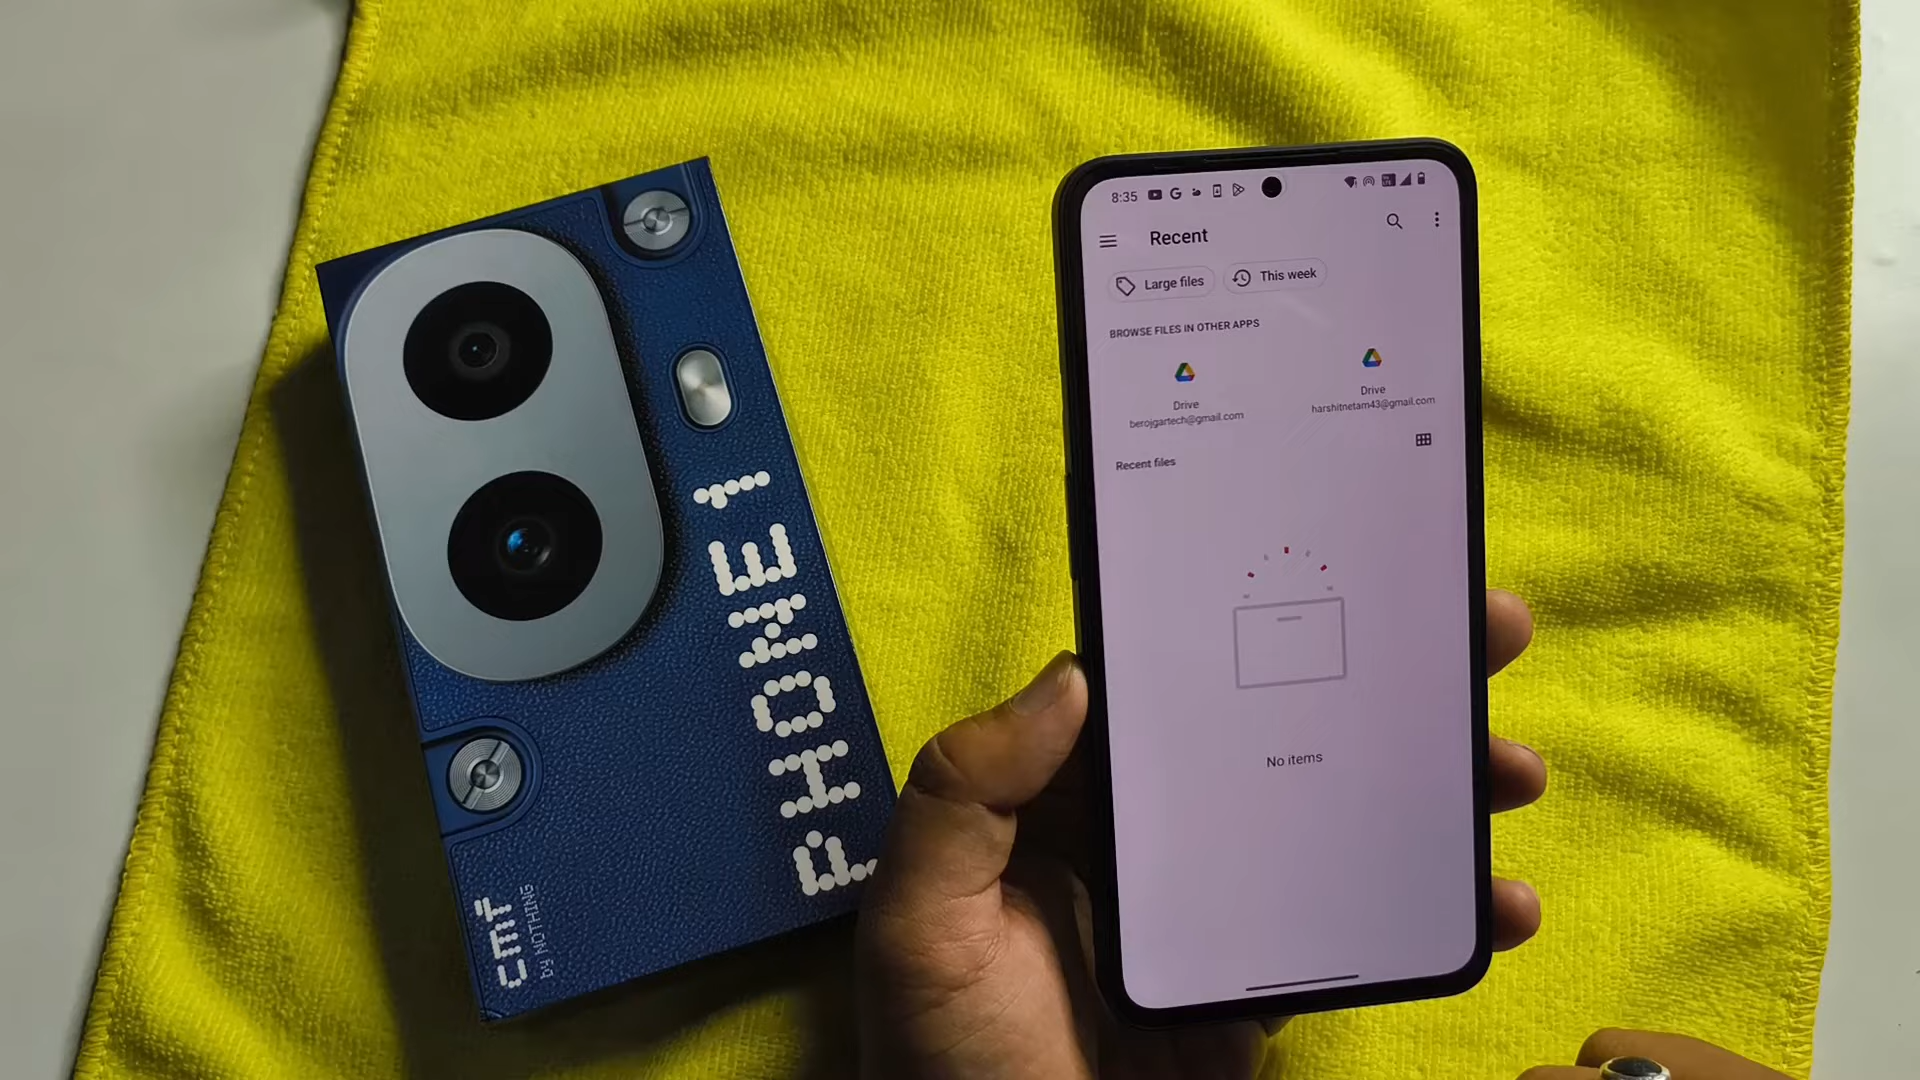 PHONE 1
cmf
by NOTHING
8:35
Recent
Large files
This week
BROWSE FILES IN OTHER APPS
Drive
berojgartech@gmail.com
Drive
harshitnetam43@gmail.com
Recent files
No items